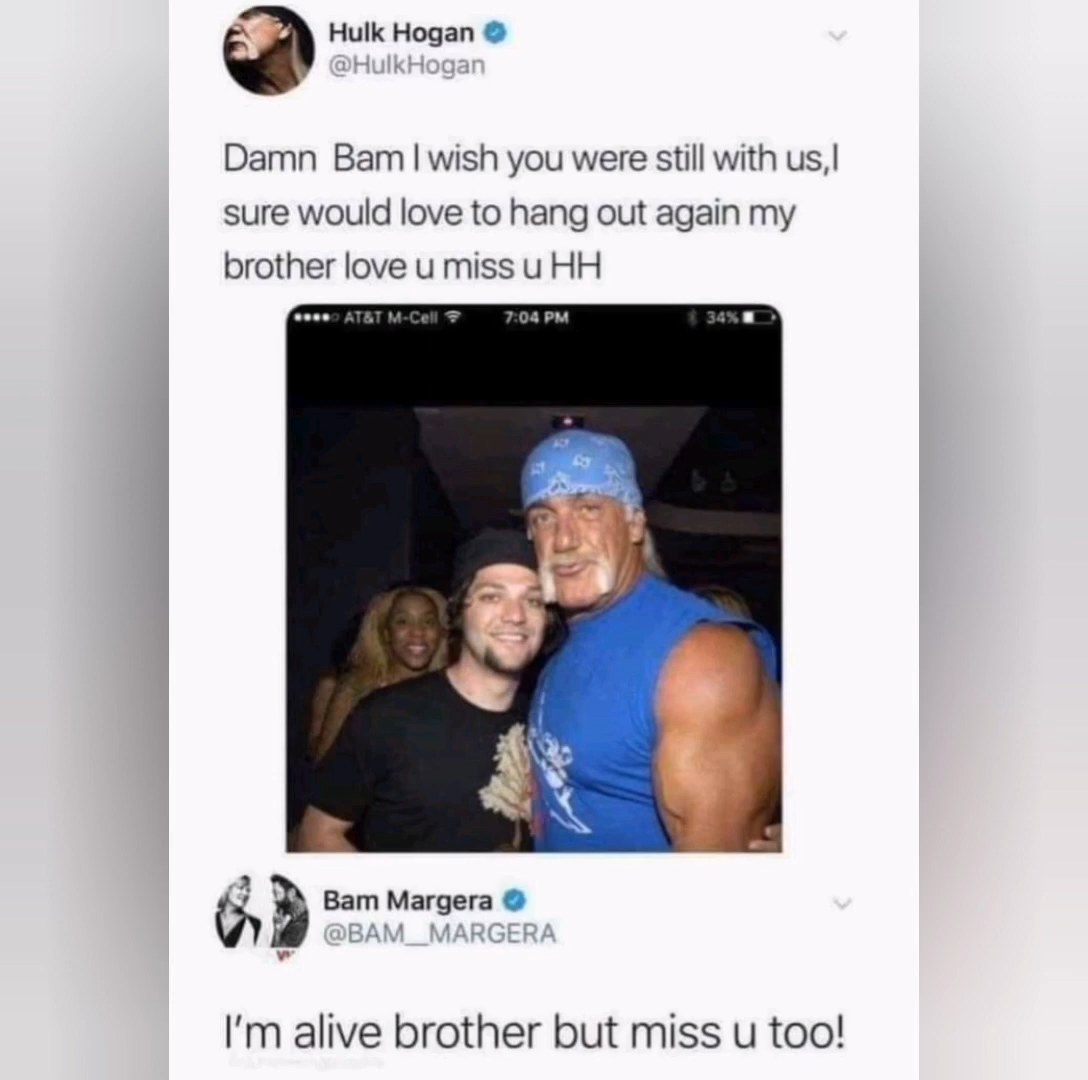 Hulk Hogan
@HulkHogan
Damn Bam I wish you were still with us,I
sure would love to hang out again my
brother love u miss u HH
AT&T M-Cell 7:04 PM 34%
Bam Margera
@BAM__MARGERA
I'm alive brother but miss u too!